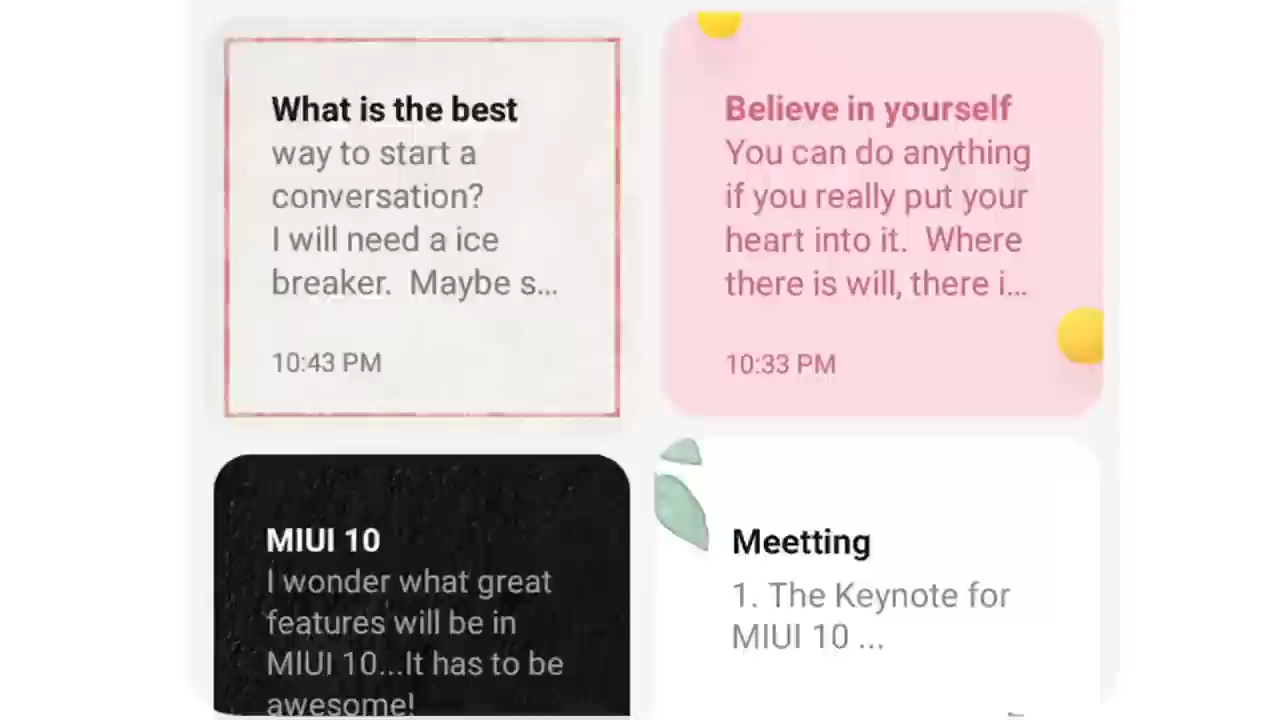 What is the best
way to start a
conversation?
I will need a ice
breaker.  Maybe s...
10:43 PM
Believe in yourself
You can do anything
if you really put your
heart into it.  Where
there is will, there i...
10:33 PM
MIUI 10
I wonder what great
features will be in
MIUI 10...It has to be
awesome!
Meetting
1. The Keynote for
MIUI 10 ...